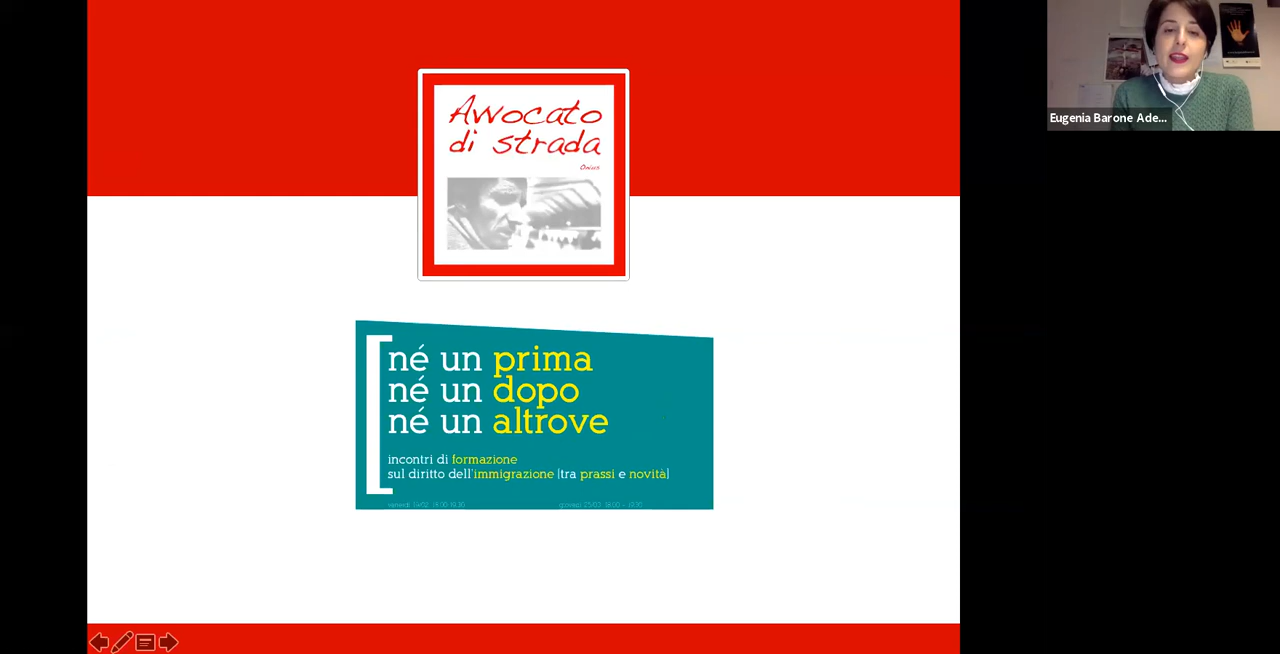 Avvocato
di strada
Onlus
né un prima
né un dopo
né un altrove
incontri di formazione
sul diritto dell'immigrazione |tra prassi e novità|
Eugenia Barone Ade...